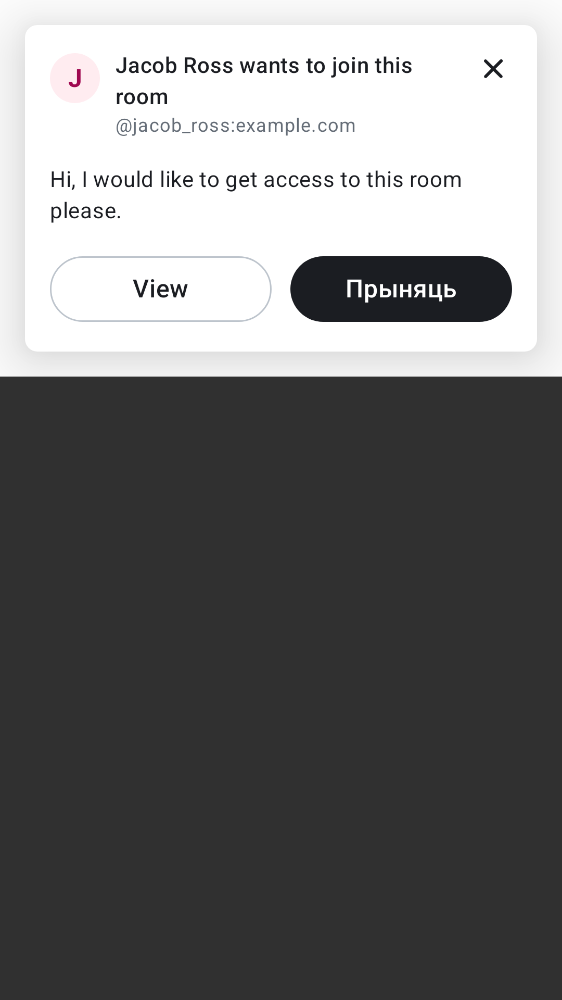 J
Jacob Ross wants to join this
room
@jacob_ross:example.com
Hi, I would like to get access to this room
please.
View
Прыняць